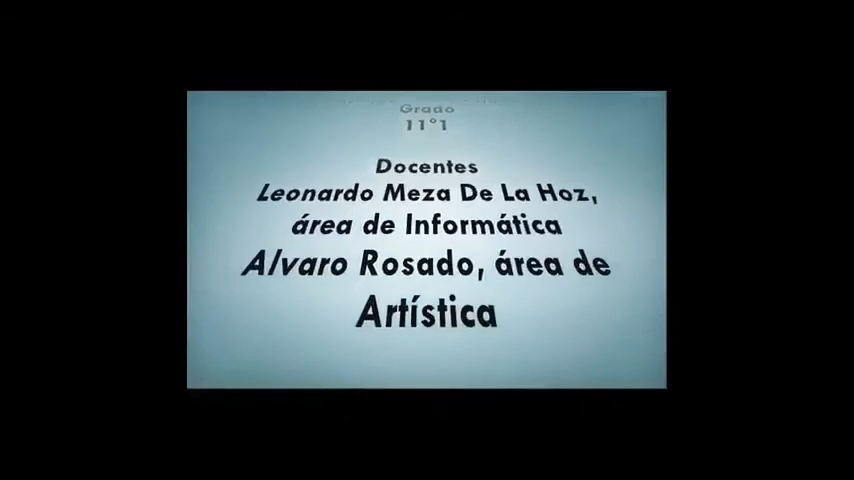 Grado
11°1
Docentes
Leonardo Meza De La Hoz,
área de Informática
Alvaro Rosado, área de
Artística